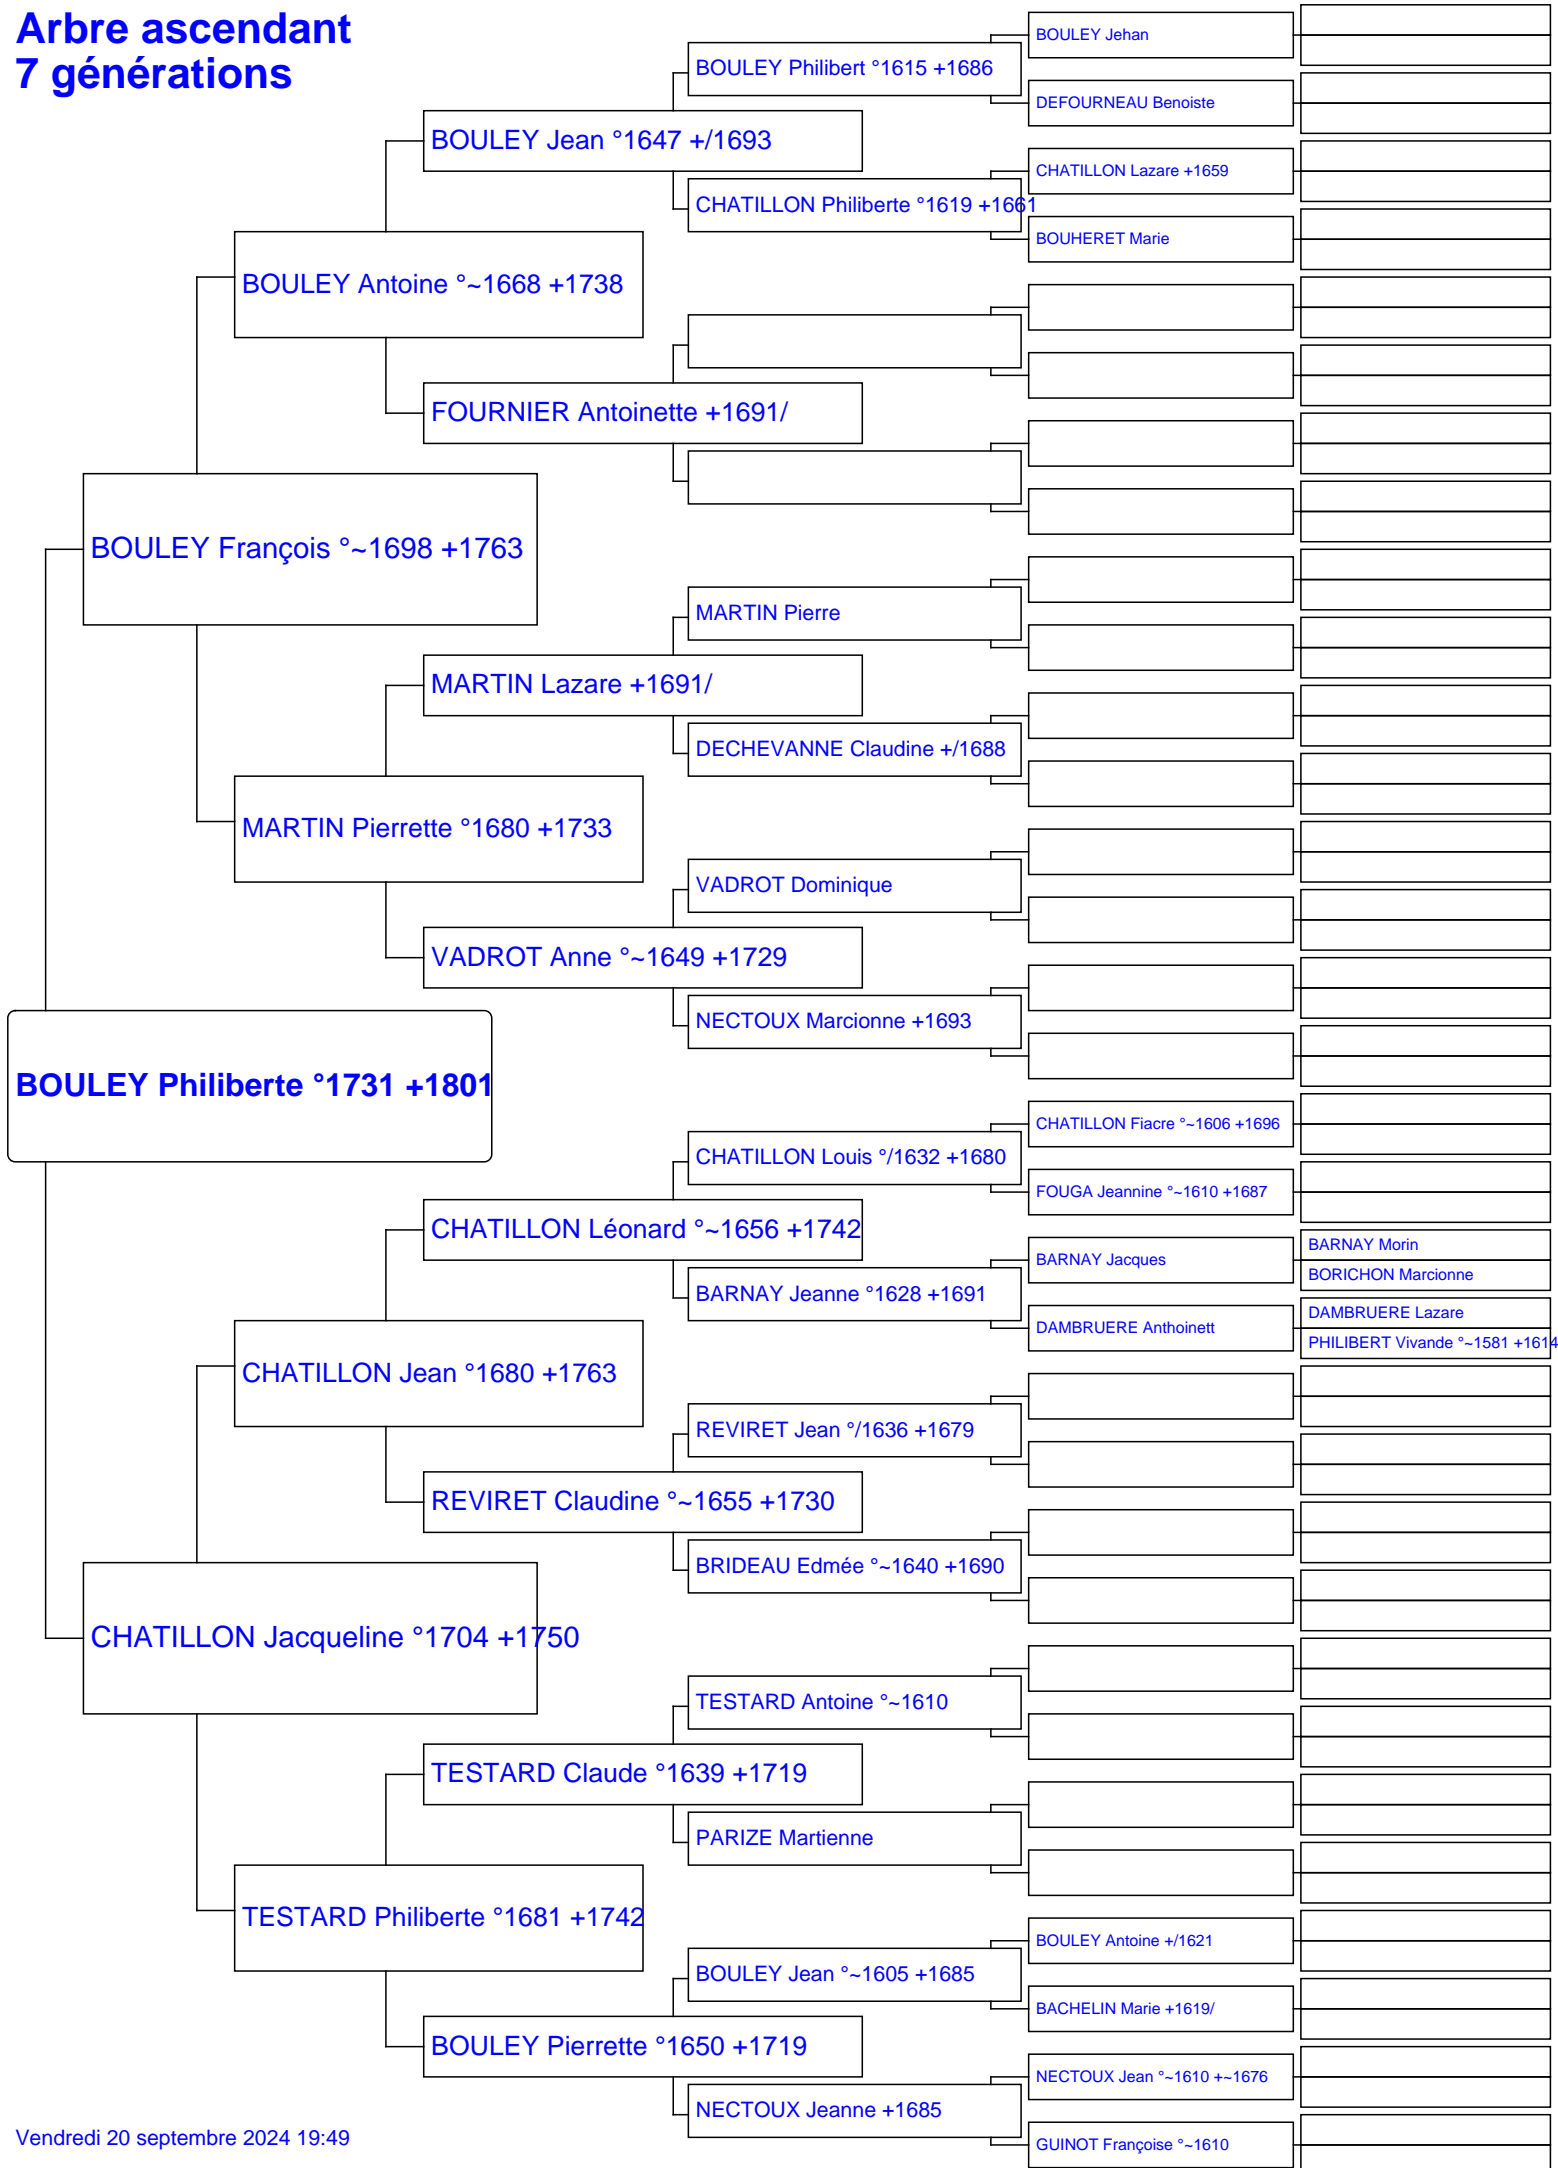 Arbre ascendant
7 générations
BOULEY Jehan
BOULEY Philibert °1615 +1686
DEFOURNEAU Benoiste
BOULEY Jean °1647 +/1693
CHATILLON Lazare +1659
CHATILLON Philiberte °1619 +1661
BOUHERET Marie
BOULEY Antoine °~1668 +1738
FOURNIER Antoinette +1691/
BOULEY François °~1698 +1763
MARTIN Pierre
MARTIN Lazare +1691/
DECHEVANNE Claudine +/1688
MARTIN Pierrette °1680 +1733
VADROT Dominique
VADROT Anne °~1649 +1729
NECTOUX Marcionne +1693
BOULEY Philiberte °1731 +1801
CHATILLON Fiacre °~1606 +1696
CHATILLON Louis °/1632 +1680
FOUGA Jeannine °~1610 +1687
CHATILLON Léonard °~1656 +1742
BARNAY Morin
BARNAY Jacques
BORICHON Marcionne
BARNAY Jeanne °1628 +1691
DAMBRUERE Lazare
DAMBRUERE Anthoinett
PHILIBERT Vivande °~1581 +1614
CHATILLON Jean °1680 +1763
REVIRET Jean °/1636 +1679
REVIRET Claudine °~1655 +1730
BRIDEAU Edmée °~1640 +1690
CHATILLON Jacqueline °1704 +1750
TESTARD Antoine °~1610
TESTARD Claude °1639 +1719
PARIZE Martienne
TESTARD Philiberte °1681 +1742
BOULEY Antoine +/1621
BOULEY Jean °~1605 +1685
BACHELIN Marie +1619/
BOULEY Pierrette °1650 +1719
NECTOUX Jean °~1610 +~1676
NECTOUX Jeanne +1685
GUINOT Françoise °~1610
Vendredi 20 septembre 2024 19:49